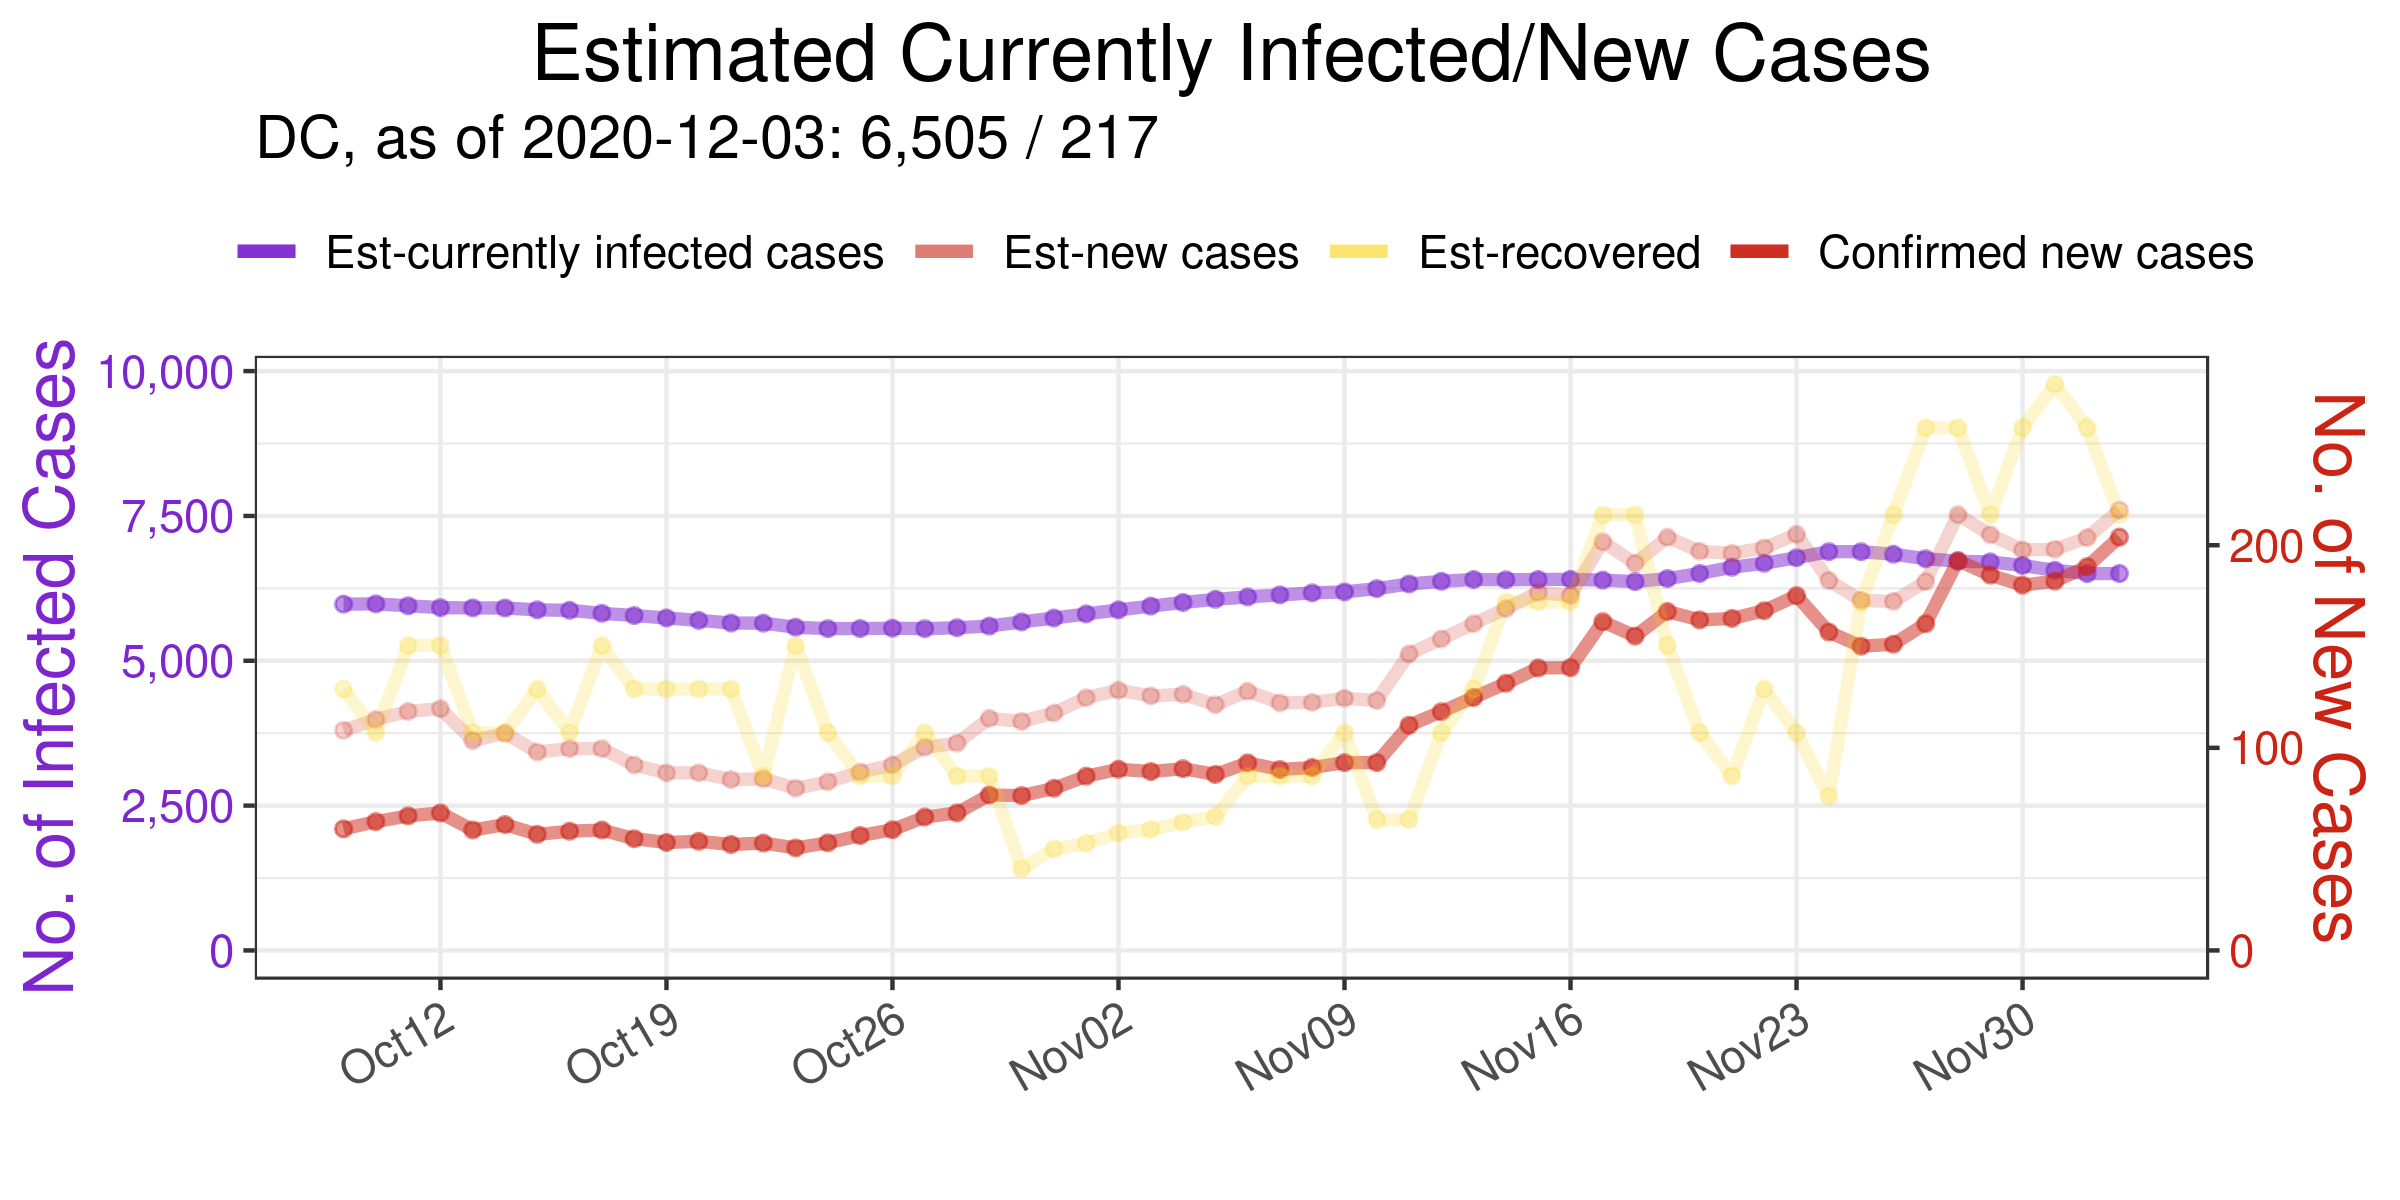 Estimated Currently Infected/New Cases
DC, as of 2020-12-03: 6,505 / 217
Est-currently infected cases Est-new cases Est-recovered Confirmed new cases
No. of Infected Cases
10,000
7,500
5,000
2,500
0
200
100
0
No. of New Cases
Oct12 Oct19 Oct26 Nov02 Nov09 Nov16 Nov23 Nov30